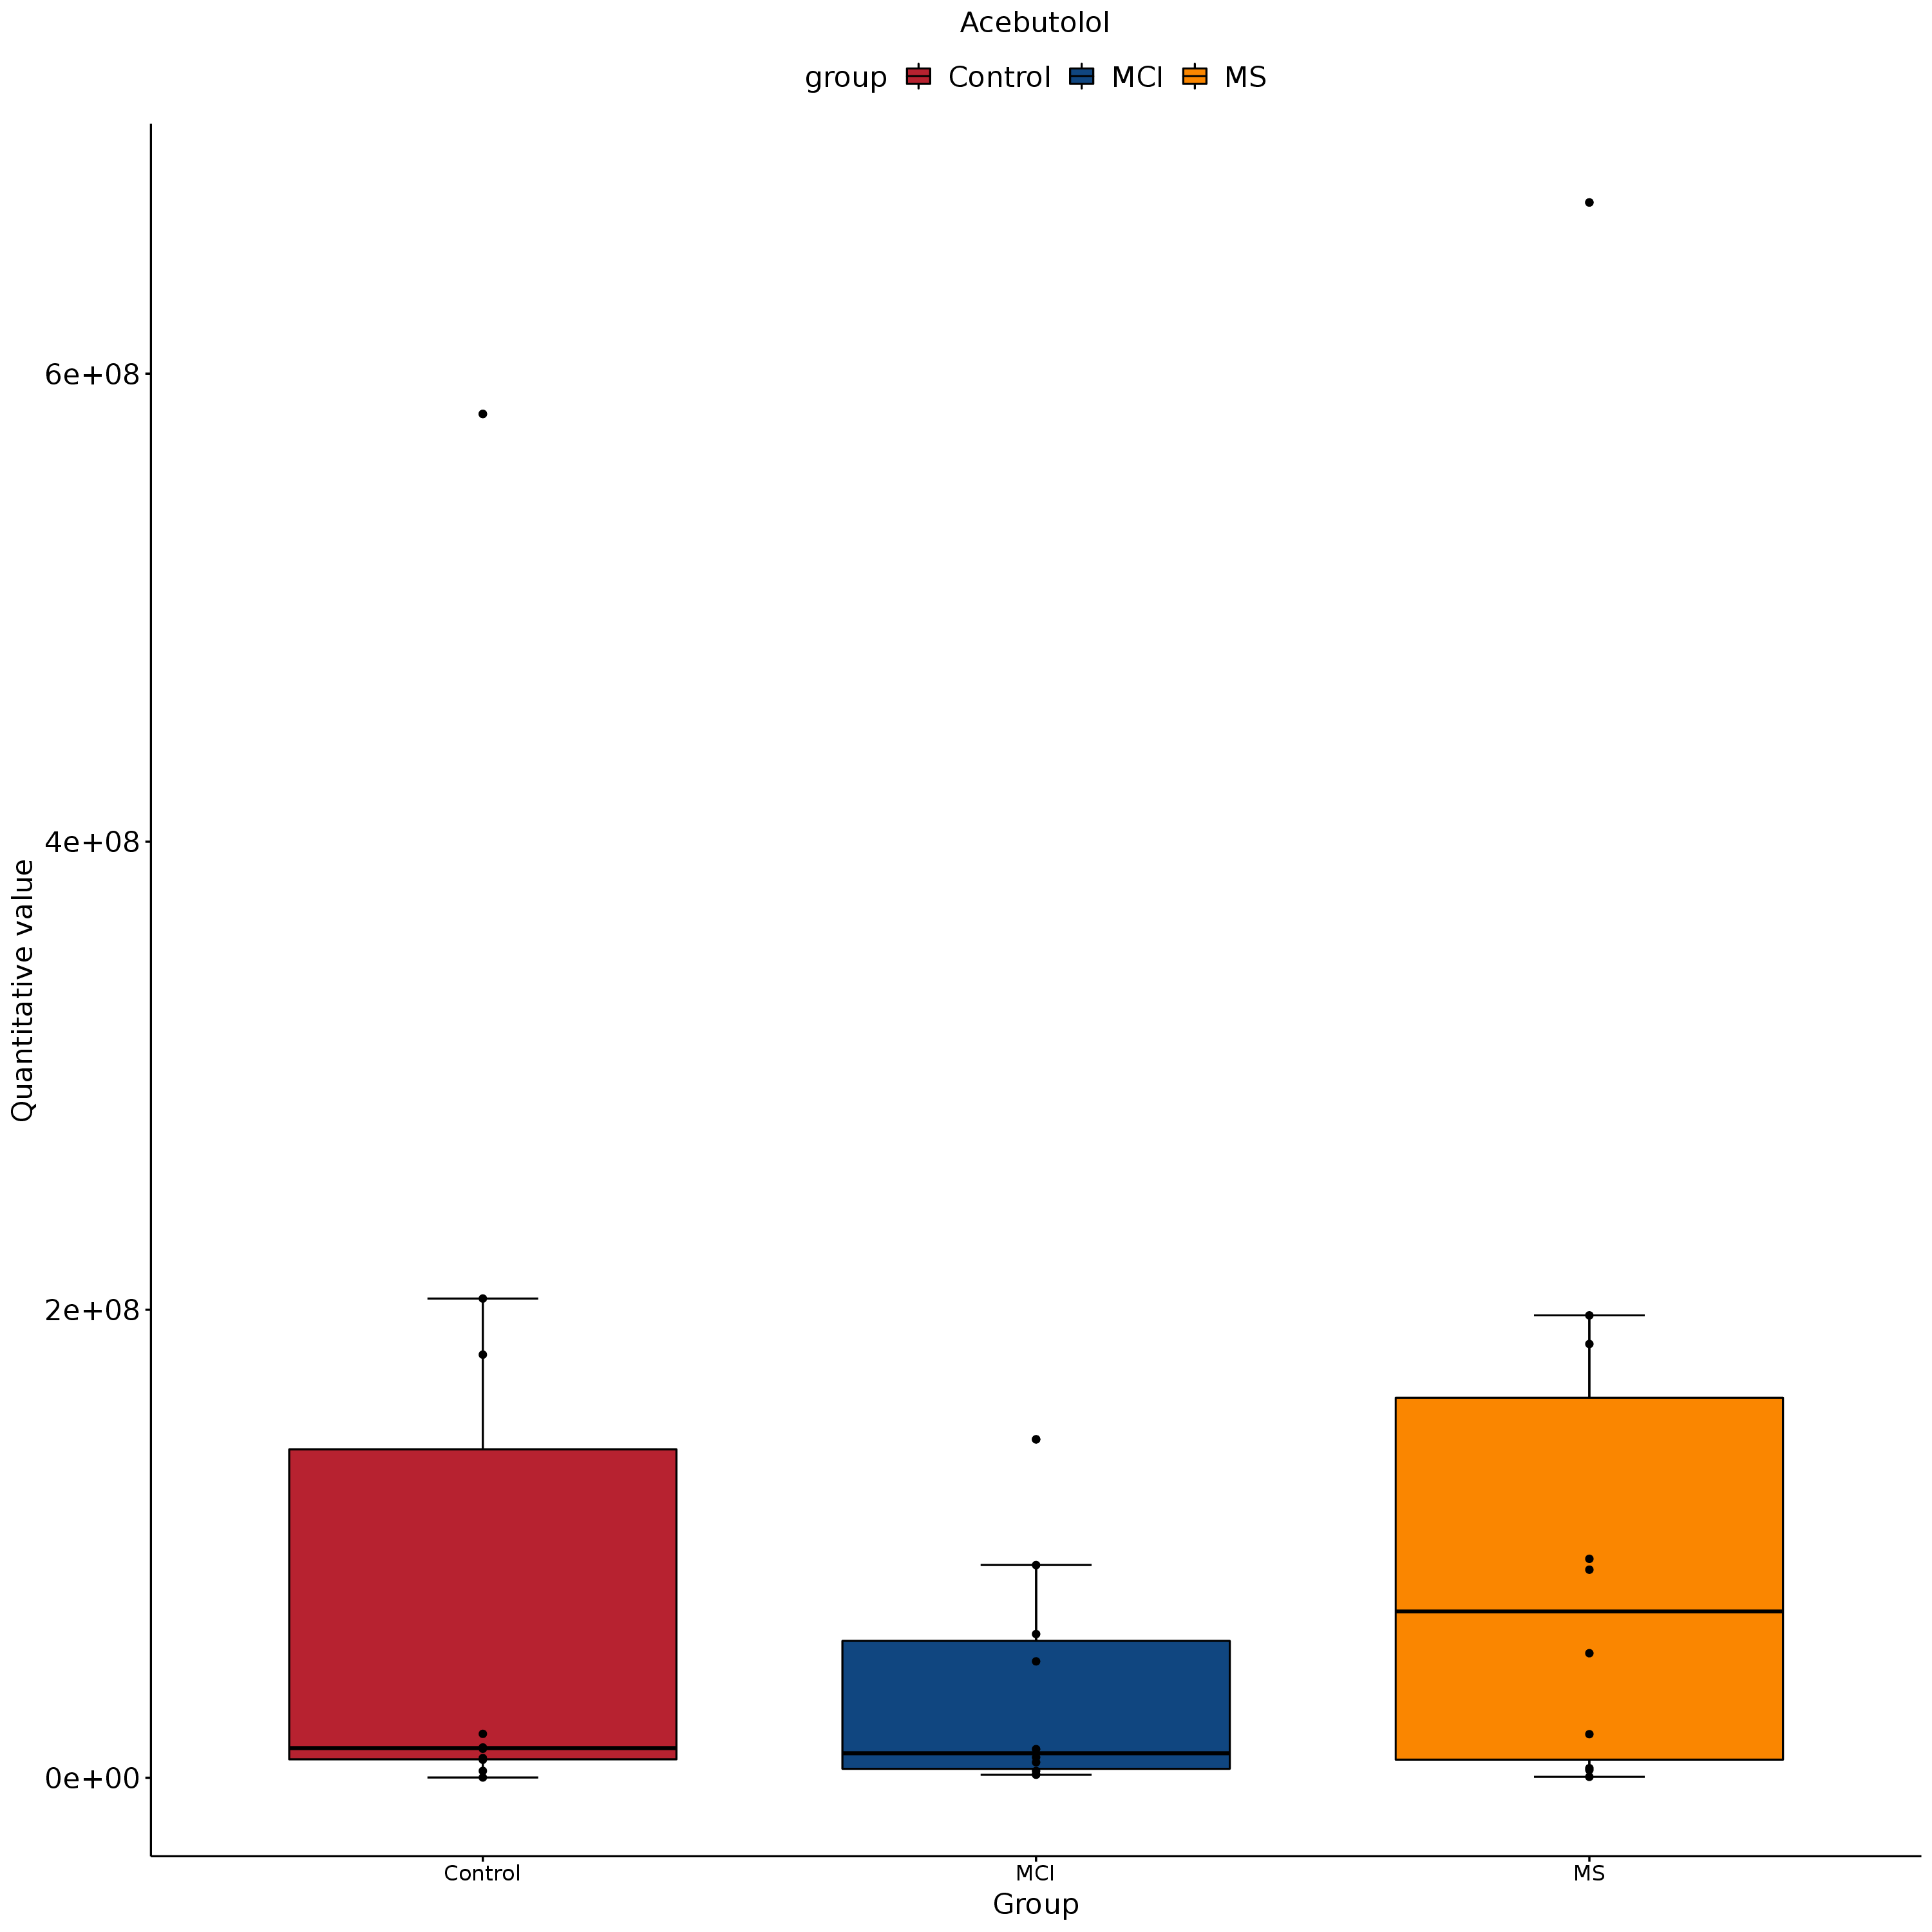 Acebutolol
group Control MCI MS
Quantitative value
6e+08
4e+08
2e+08
0e+00
Control MCI MS
Group